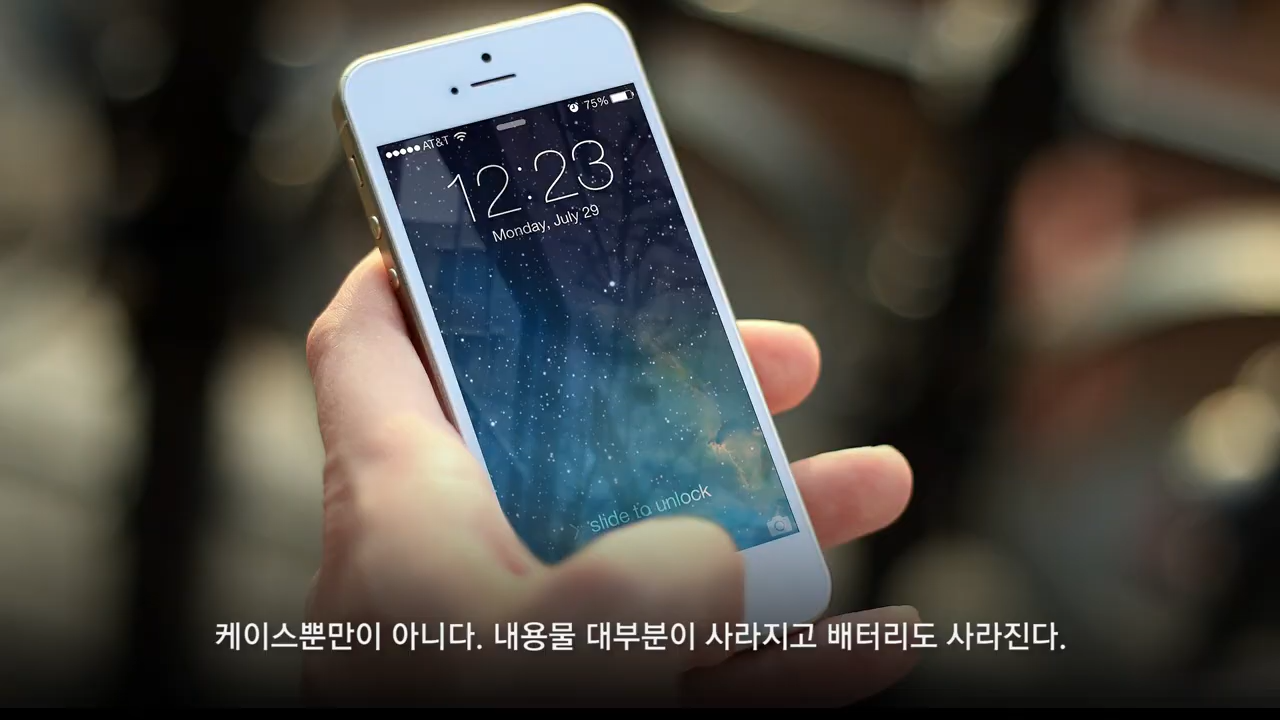 AT&T 75%
12:23
Monday, July 29
slide to unlock
케이스뿐만이 아니다. 내용물 대부분이 사라지고 배터리도 사라진다.